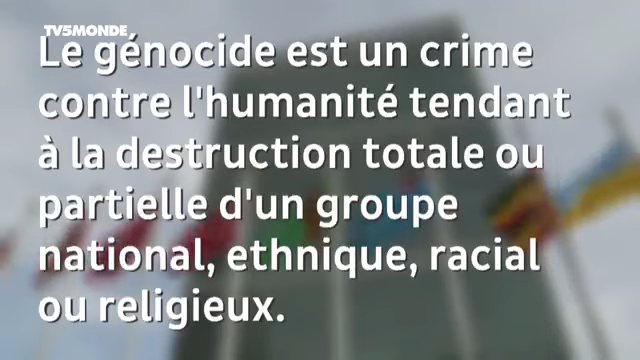 TV5MONDE
Le génocide est un crime
contre l'humanité tendant
à la destruction totale ou
partielle d'un groupe
national, ethnique, racial
ou religieux.